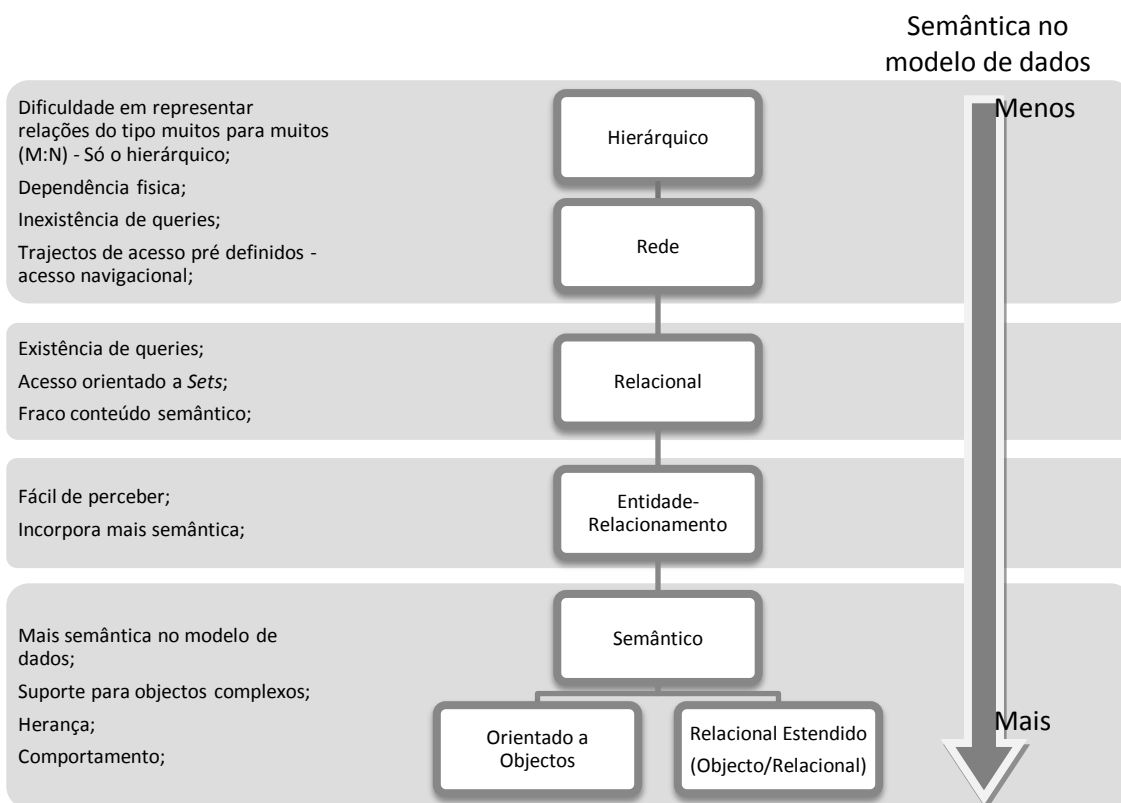 Semântica no
modelo de dados
Menos
Dificuldade em representar
relações do tipo muitos para muitos
(M:N) - Só o hierárquico;
Dependência fisica;
Inexistência de queries;
Trajectos de acesso pré definidos -
acesso navigacional;
Hierárquico
Rede
Existência de queries;
Acesso orientado a Sets;
Fraco conteúdo semântico;
Relacional
Fácil de perceber;
Incorpora mais semântica;
Entidade-
Relacionamento
Mais semântica no modelo de
dados;
Suporte para objectos complexos;
Herança;
Comportamento;
Semântico
Orientado a
Objectos
Relacional Estendido
(Objecto/Relacional)
Mais